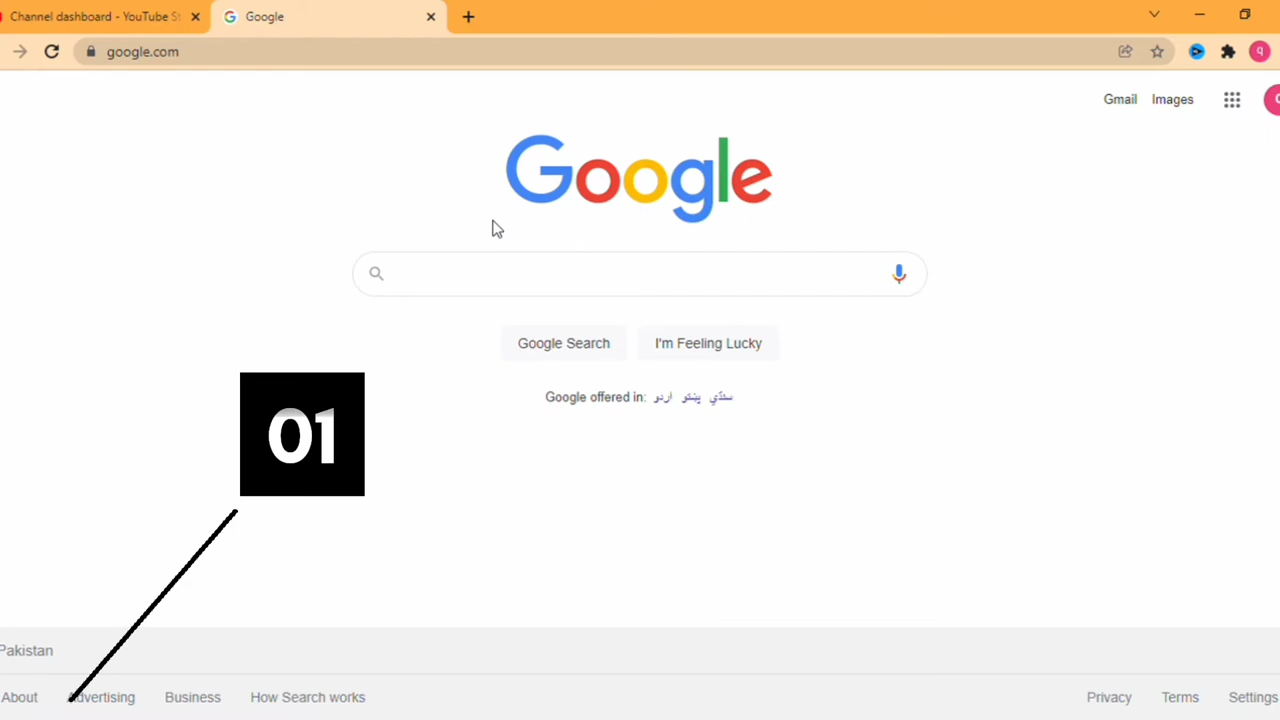 Channel dashboard - YouTube St
Google
google.com
q
Gmail
Images
Google
Google Search
I'm Feeling Lucky
Google offered in: اردو پښتو سنڌي
01
Pakistan
About
Advertising
Business
How Search works
Privacy
Terms
Settings